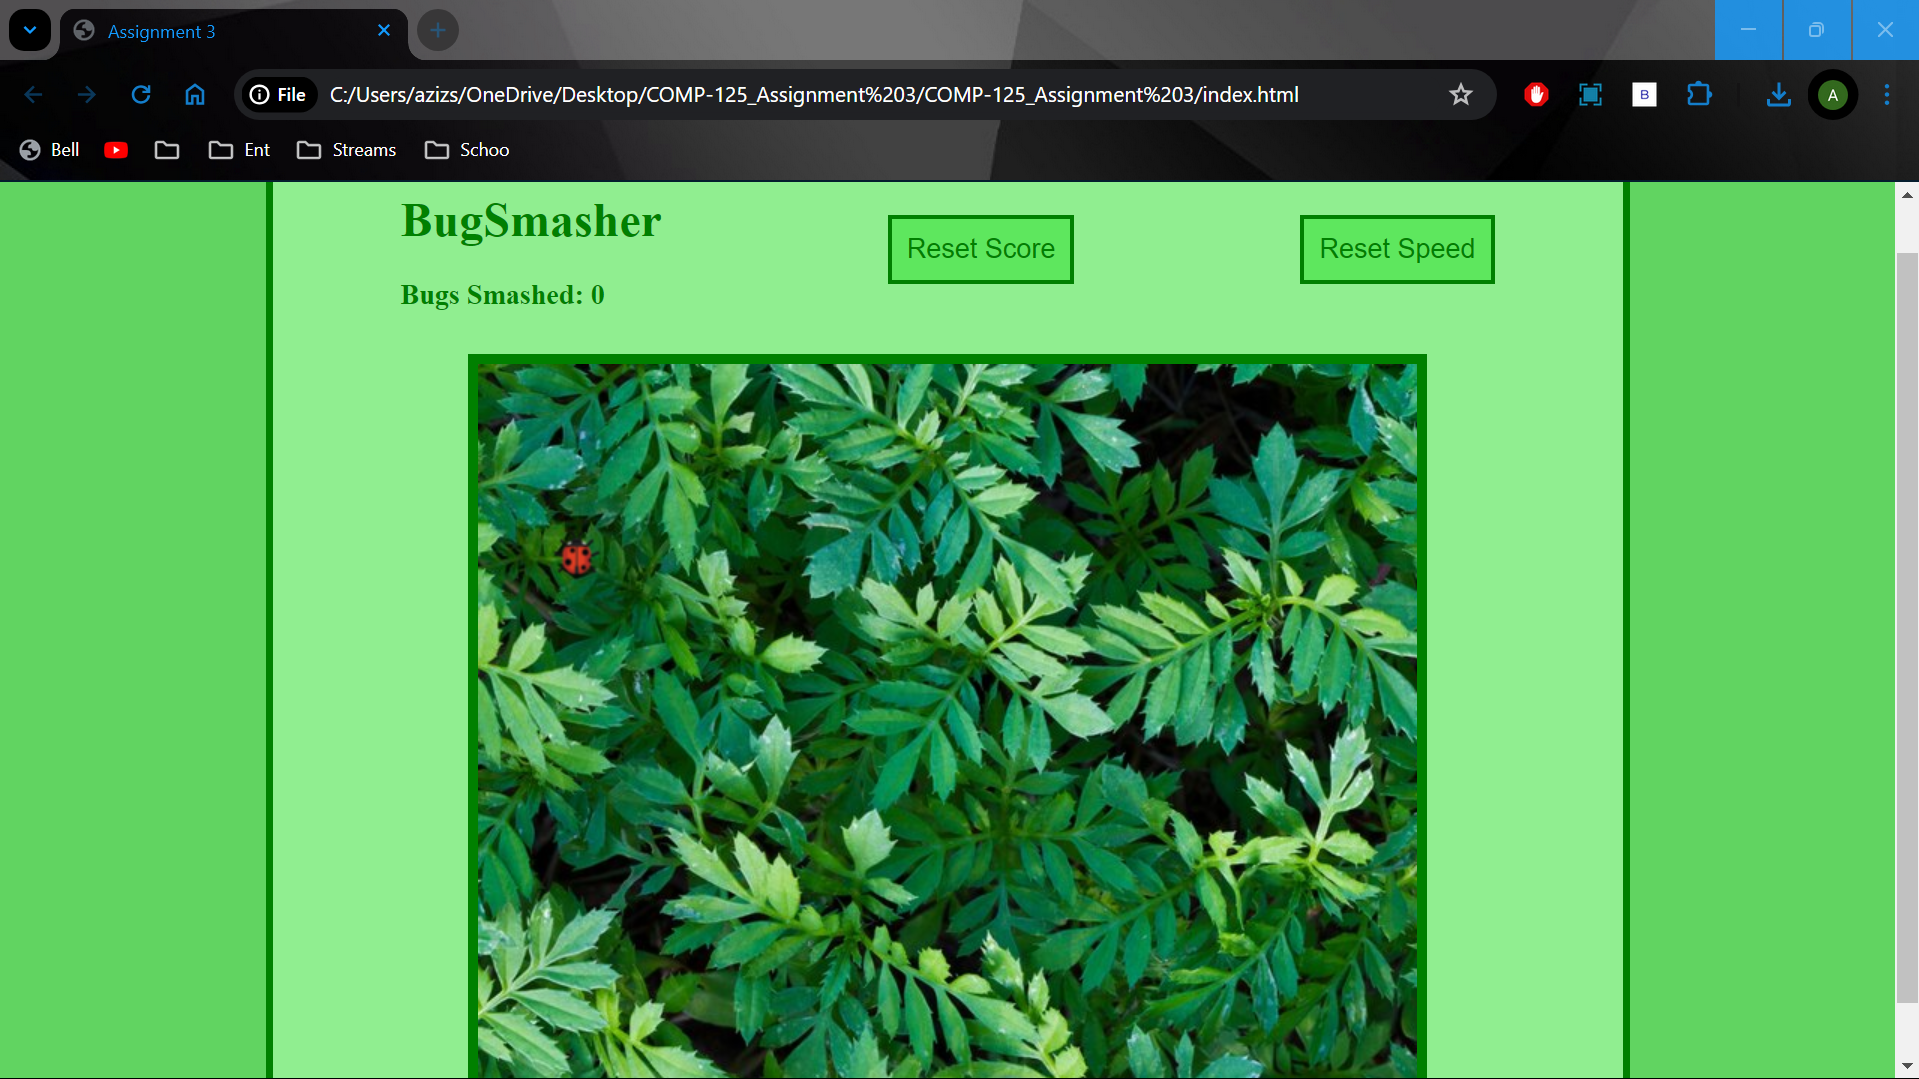 Assignment 3
File C:/Users/azizs/OneDrive/Desktop/COMP-125_Assignment%203/COMP-125_Assignment%203/index.html
B
A
Bell Ent Streams Schoo
BugSmasher
Reset Score
Reset Speed
Bugs Smashed: 0